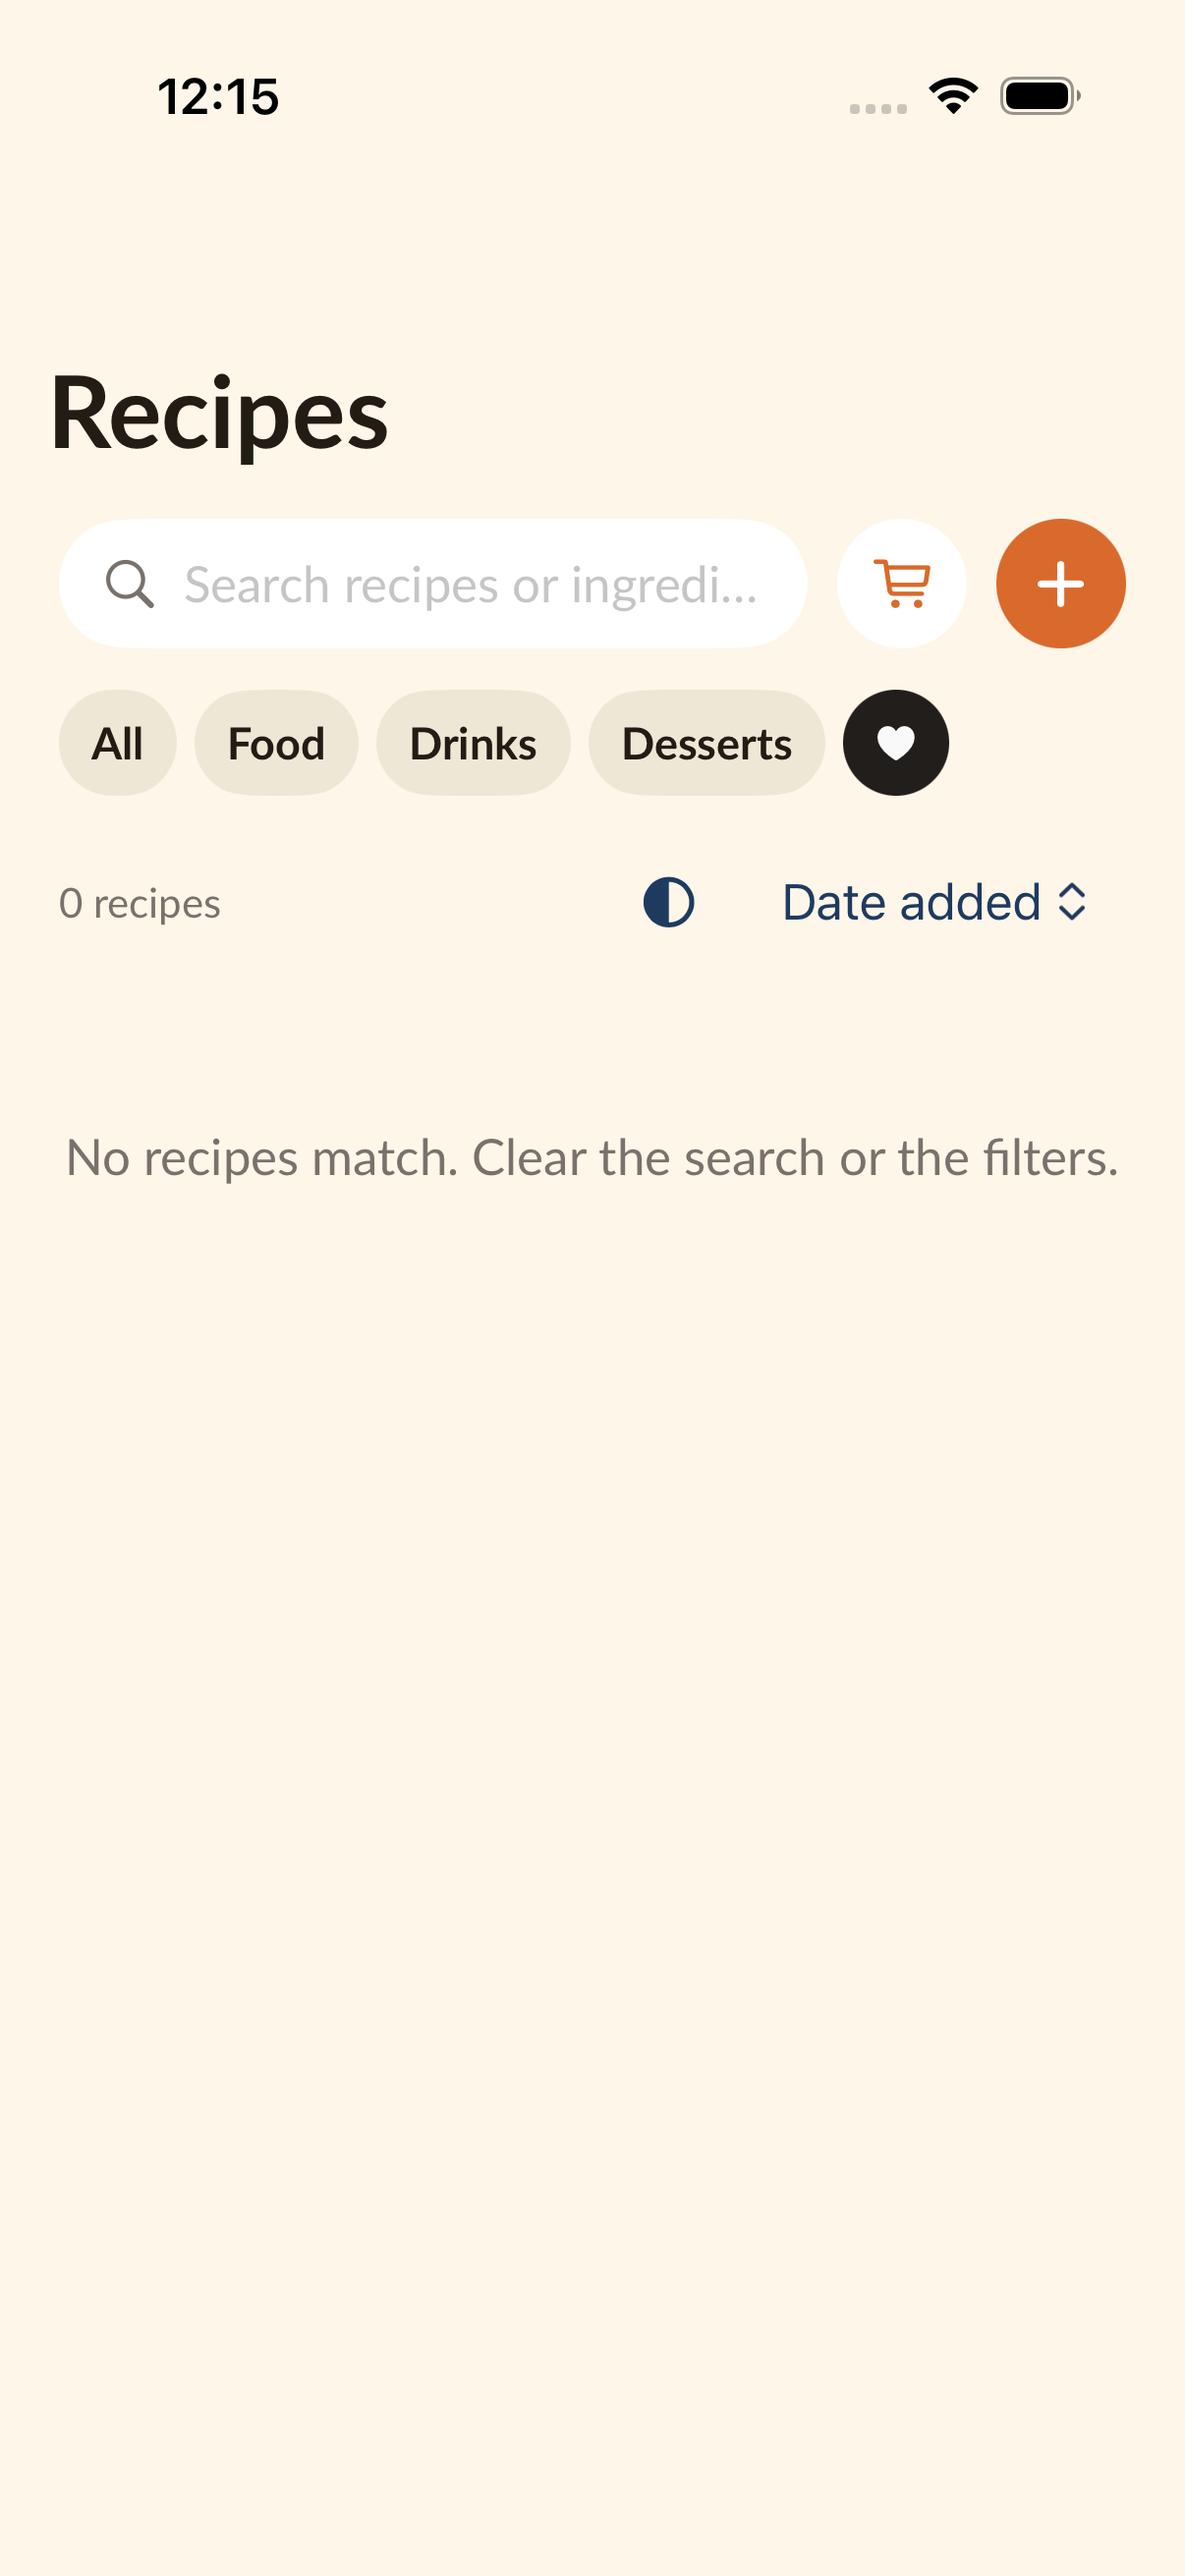 12:15
Recipes
Search recipes or ingredi...
All Food Drinks Desserts
0 recipes Date added
No recipes match. Clear the search or the filters.